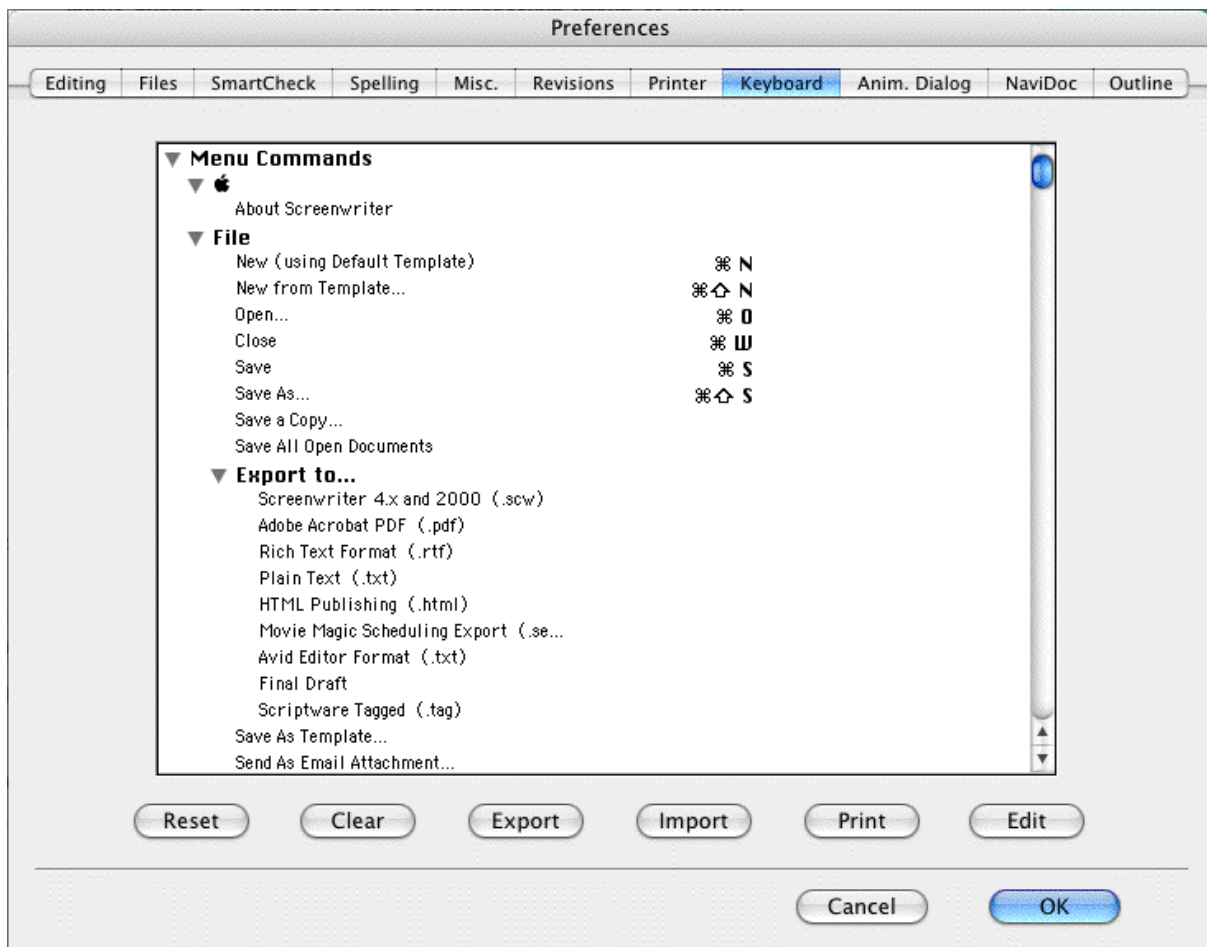 Preferences
Editing Files SmartCheck Spelling Misc. Revisions Printer Keyboard Anim. Dialog NaviDoc Outline
Menu Commands
About Screenwriter
File
New (using Default Template) ⌘ N
New from Template... ⌘⇧ N
Open... ⌘ O
Close ⌘ W
Save ⌘ S
Save As... ⌘⇧ S
Save a Copy...
Save All Open Documents
Export to...
Screenwriter 4.x and 2000 (.scw)
Adobe Acrobat PDF (.pdf)
Rich Text Format (.rtf)
Plain Text (.txt)
HTML Publishing (.html)
Movie Magic Scheduling Export (.se...
Avid Editor Format (.txt)
Final Draft
Scriptware Tagged (.tag)
Save As Template...
Send As Email Attachment...
Reset Clear Export Import Print Edit
Cancel OK